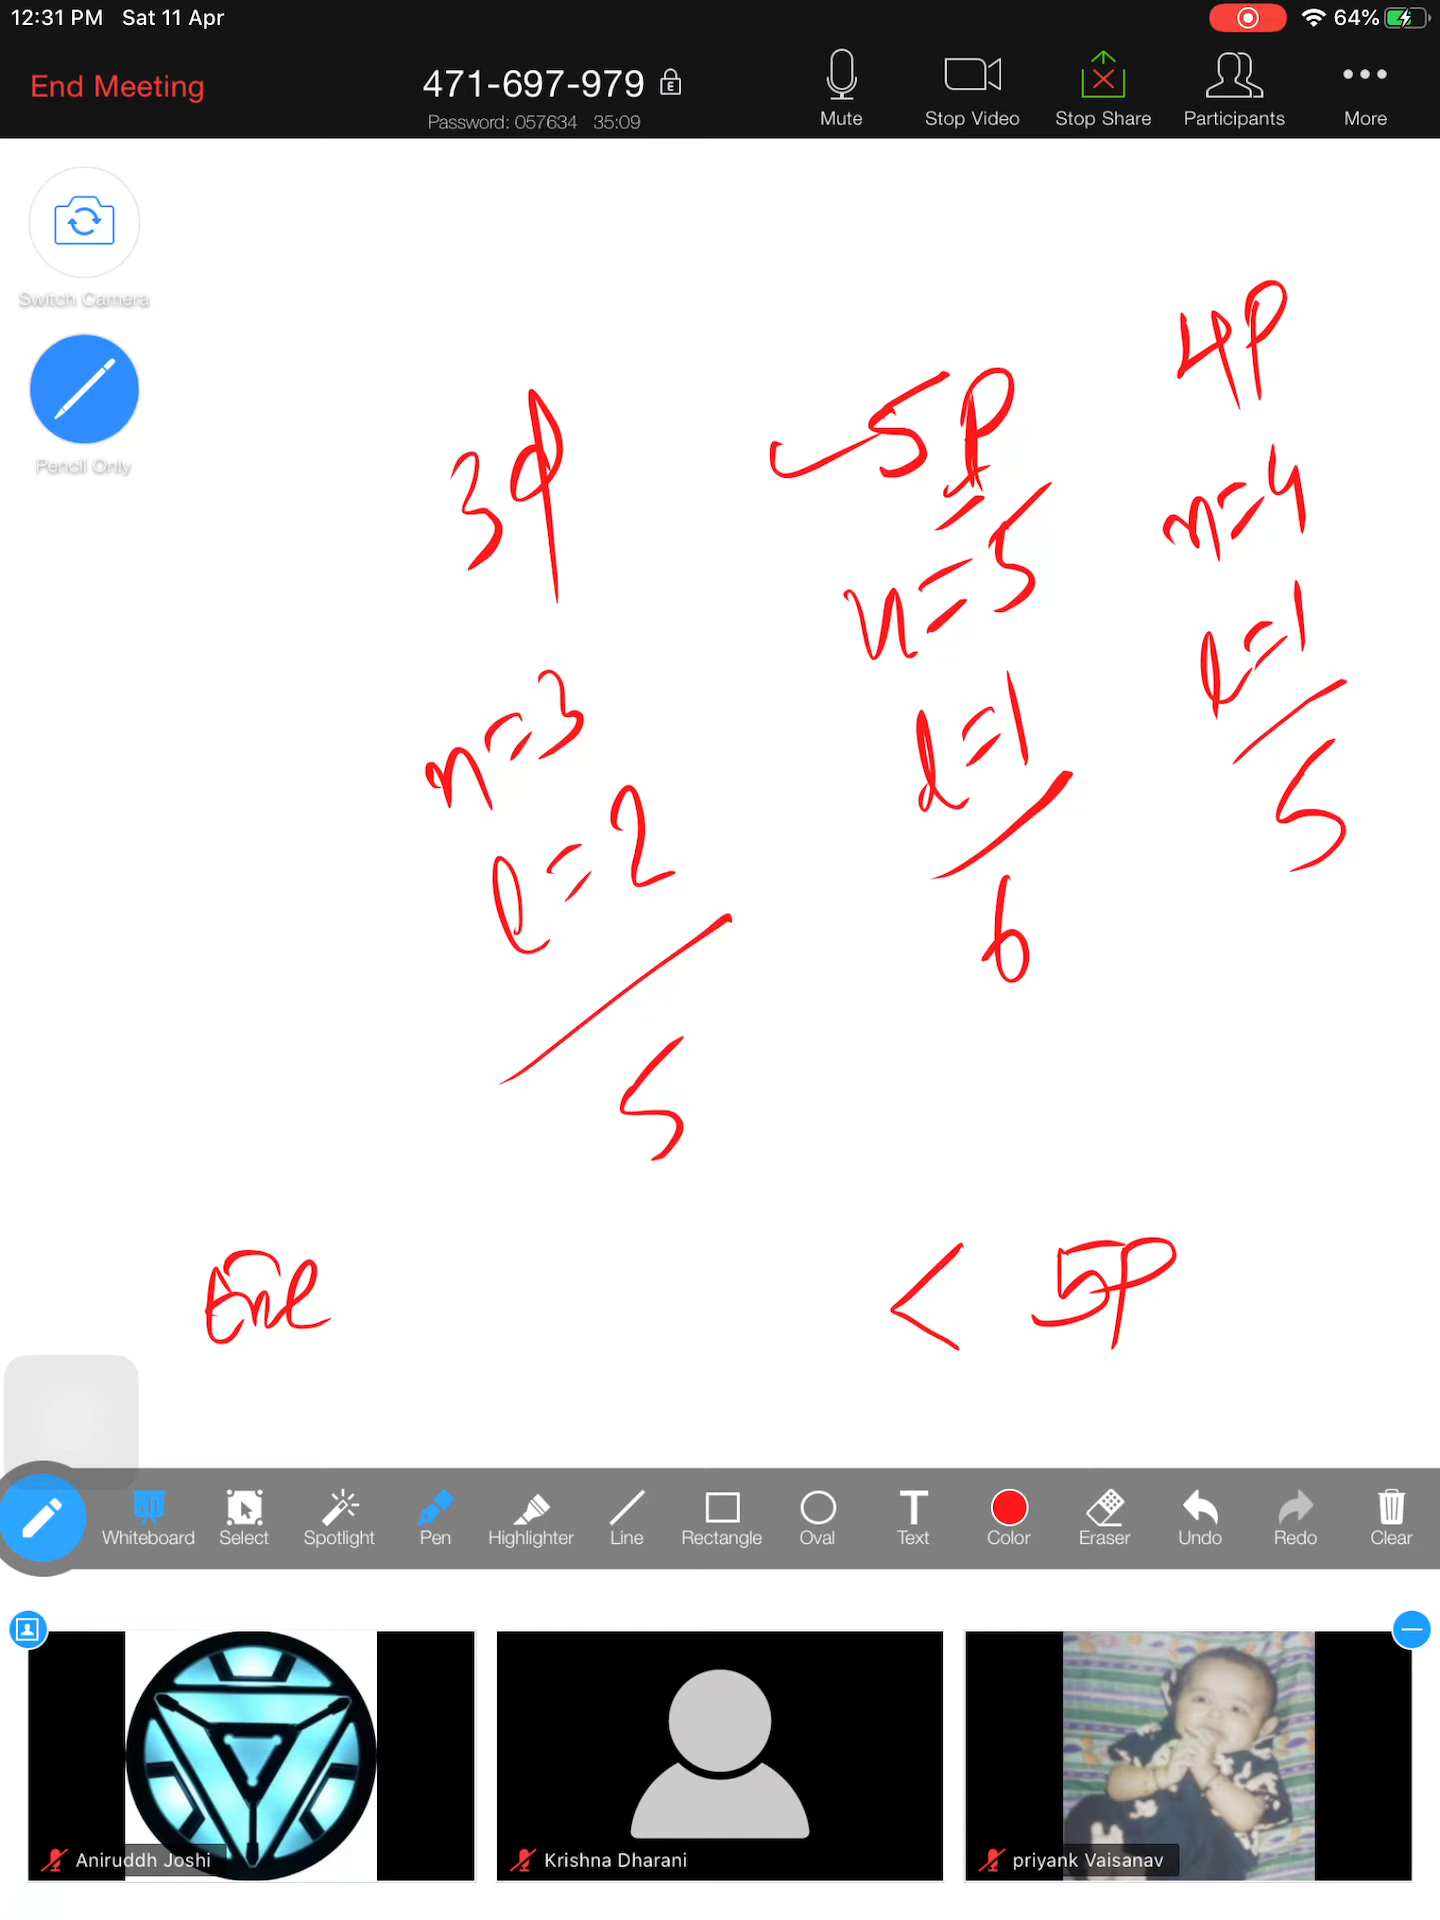 12:31 PM Sat 11 Apr 64%
End Meeting
471-697-979
Password: 057634 35:09
Mute
Stop Video
Stop Share
Participants
More
Switch Camera
Pencil Only
3d
n=3
l=2
5
5P
n=5
l=1
6
4P
n=4
l=1
5
< 5P
Whiteboard
Select
Spotlight
Pen
Highlighter
Line
Rectangle
Oval
T
Text
Color
Eraser
Undo
Redo
Clear
Aniruddh Joshi
Krishna Dharani
priyank Vaisanav